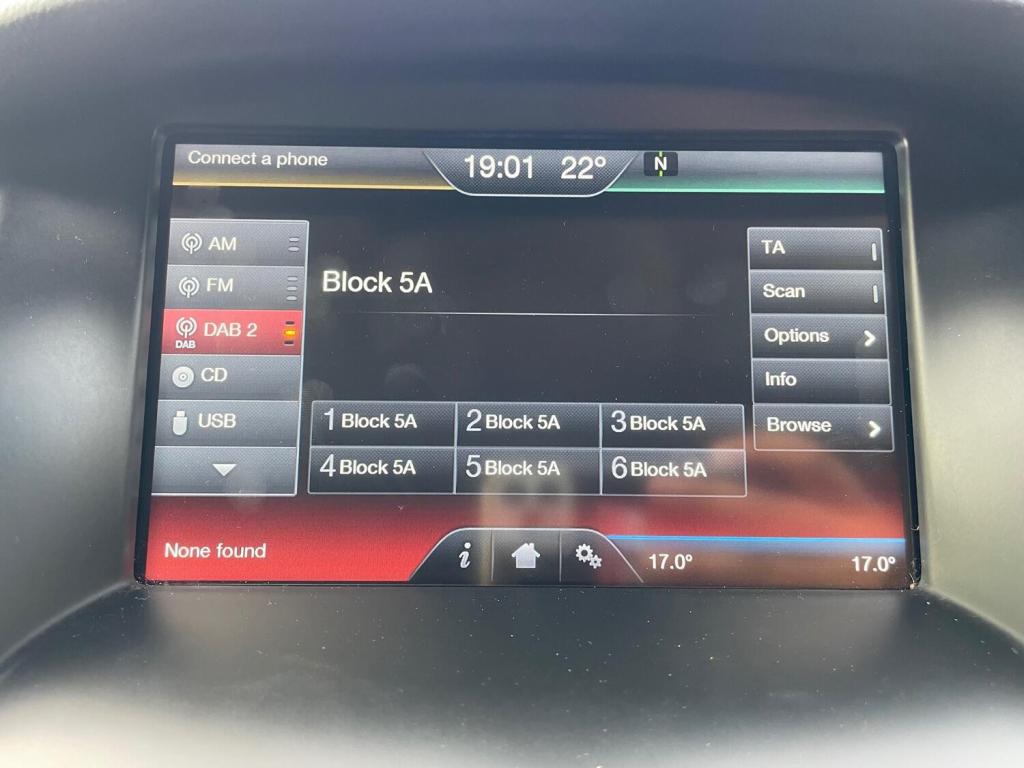 Connect a phone
19:01 22° N
AM
FM
DAB
DAB 2
CD
USB
Block 5A
1 Block 5A 2 Block 5A 3 Block 5A
4 Block 5A 5 Block 5A 6 Block 5A
TA
Scan
Options
Info
Browse
None found
i
17.0° 17.0°